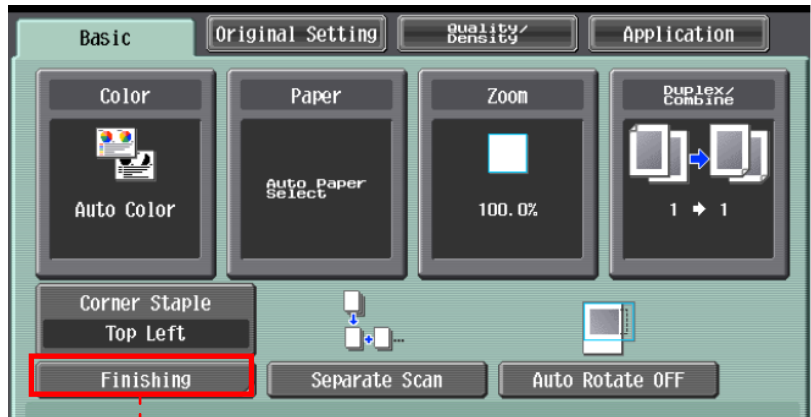 Basic
Original Setting
Quality/
Density
Application
Color
Paper
Zoom
Duplex/
Combine
Auto Color
Auto Paper
Select
100.0%
1 → 1
Corner Staple
Top Left
Finishing
Separate Scan
Auto Rotate OFF